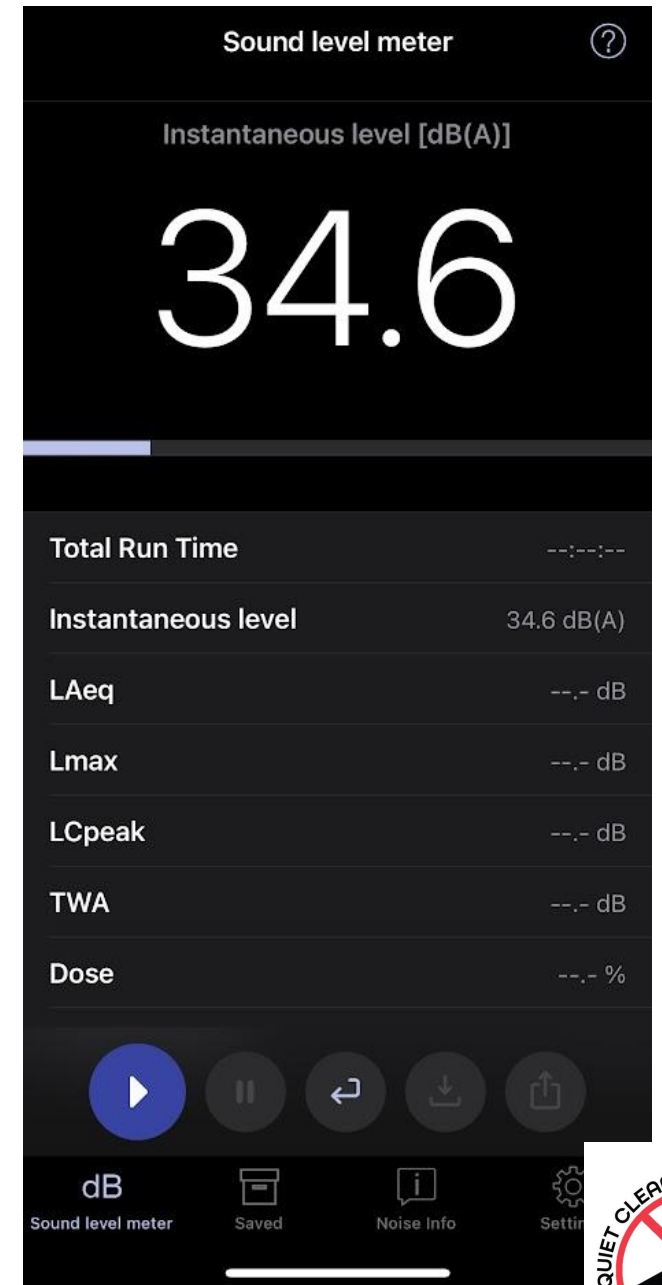 Sound level meter ?
Instantaneous level [dB(A)]
34.6
Total Run Time --:--:--
Instantaneous level 34.6 dB(A)
LAeq --.- dB
Lmax --.- dB
LCpeak --.- dB
TWA --.- dB
Dose --.- %
dB
Sound level meter Saved Noise Info
QUIET